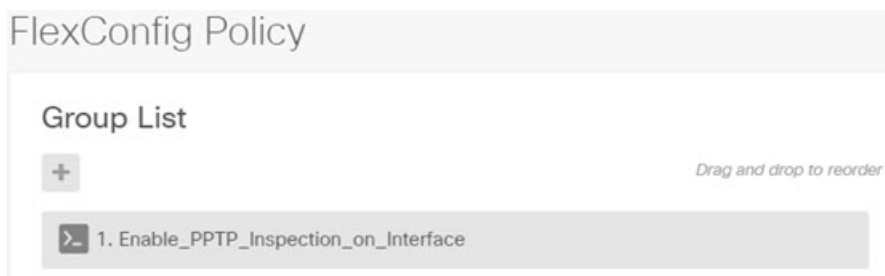 FlexConfig Policy
Group List
+
Drag and drop to reorder
>_ 1. Enable_PPTP_Inspection_on_Interface